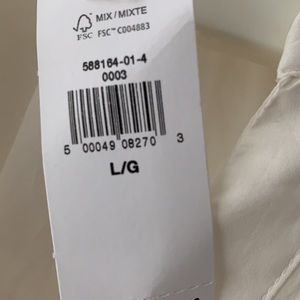 MIX/MIXTE
FSC
FSC™ C004883
588164-01-4
0003
5 00049 08270 3
L/G